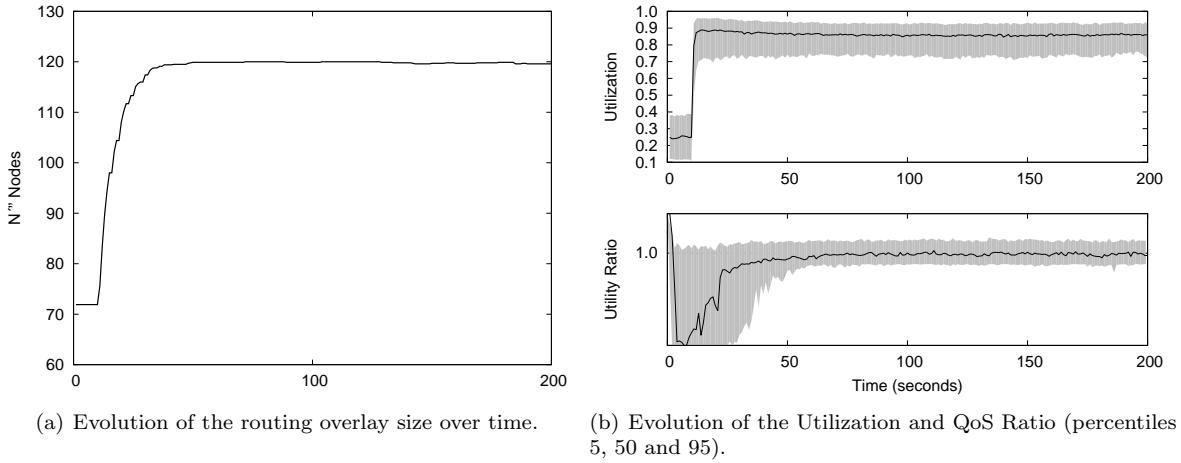 130
120
110
100
90
80
70
60
Nodes
0 100 200
(a) Evolution of the routing overlay size over time.
1.0
0.9
0.8
0.7
0.6
0.5
0.4
0.3
0.2
0.1
Utilization
0 50 100 150 200
1.0
Utility Ratio
0 50 100 150 200
Time (seconds)
(b) Evolution of the Utilization and QoS Ratio (percentiles
5, 50 and 95).